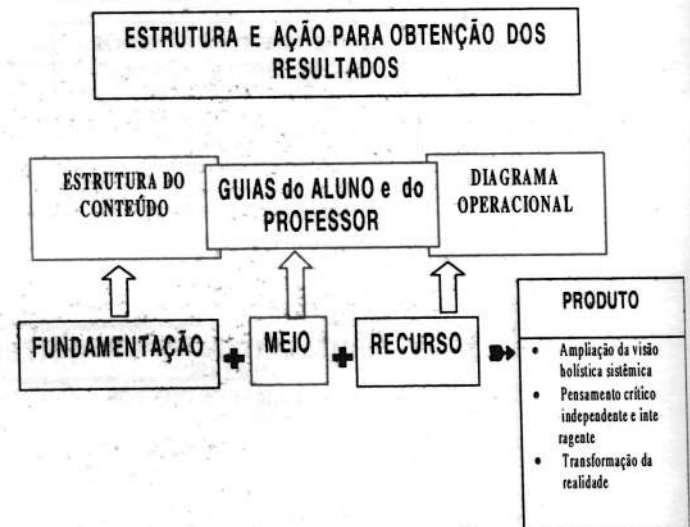 ESTRUTURA E AÇÃO PARA OBTENÇÃO DOS
RESULTADOS
ESTRUTURA DO
CONTEÚDO
GUIAS do ALUNO e do
PROFESSOR
DIAGRAMA
OPERACIONAL
FUNDAMENTAÇÃO
+
MEIO
+
RECURSO
PRODUTO
• Ampliação da visão
holística sistêmica
• Pensamento crítico
independente e inte
ragente
• Transformação da
realidade